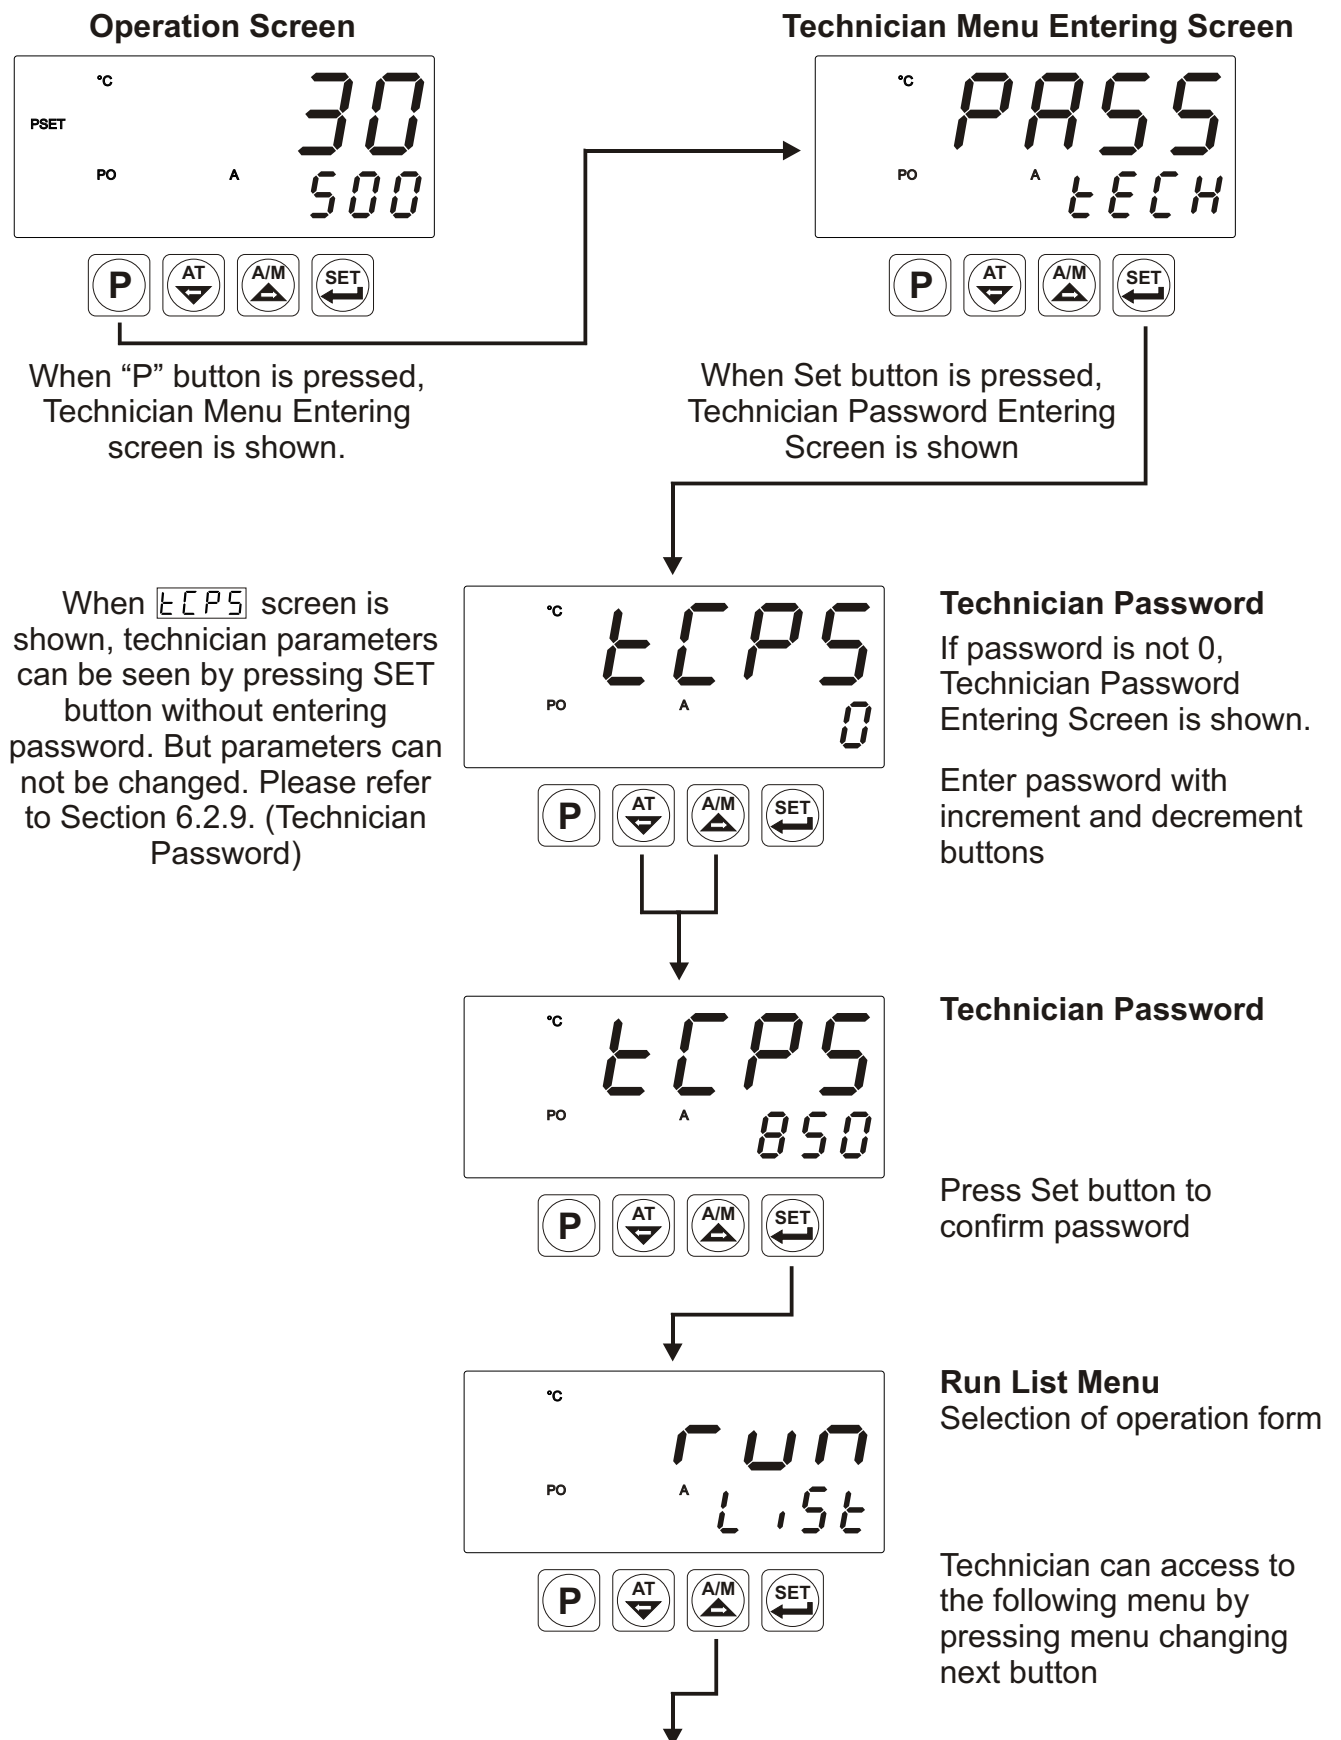 Operation Screen
°C
30
PSET
PO A
500
P AT A/M SET
When “P” button is pressed,
Technician Menu Entering
screen is shown.
Technician Menu Entering Screen
°C
PASS
PO A
tECH
P AT A/M SET
When Set button is pressed,
Technician Password Entering
Screen is shown
When tCPS screen is
shown, technician parameters
can be seen by pressing SET
button without entering
password. But parameters can
not be changed. Please refer
to Section 6.2.9. (Technician
Password)
°C
tCPS
PO A
0
P AT A/M SET
Technician Password
If password is not 0,
Technician Password
Entering Screen is shown.
Enter password with
increment and decrement
buttons
°C
tCPS
PO A
850
P AT A/M SET
Technician Password
Press Set button to
confirm password
°C
run
PO A
LiSt
P AT A/M SET
Run List Menu
Selection of operation form
Technician can access to
the following menu by
pressing menu changing
next button